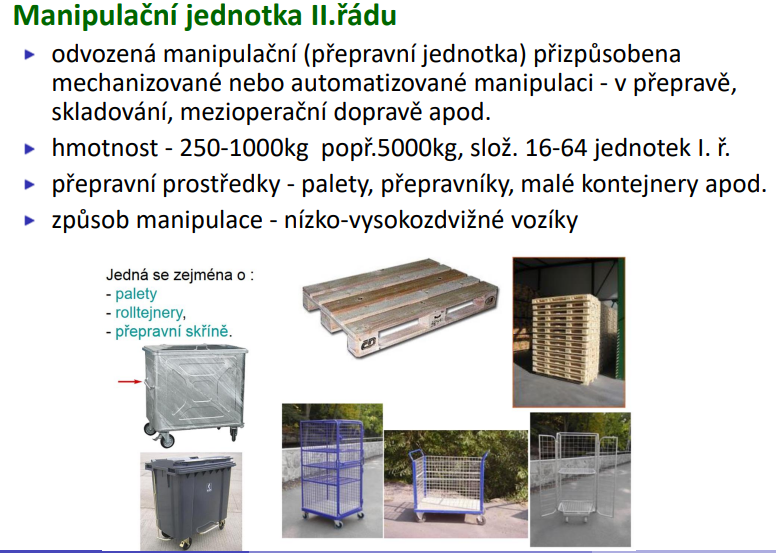 Manipulační jednotka II.řádu
odvozená manipulační (přepravní jednotka) přizpůsobena
mechanizované nebo automatizované manipulaci - v přepravě,
skladování, mezioperační dopravě apod.
hmotnost - 250-1000kg popř.5000kg, slož. 16-64 jednotek I. ř.
přepravní prostředky - palety, přepravníky, malé kontejnery apod.
způsob manipulace - nízko-vysokozdvižné vozíky
Jedná se zejména o :
- palety
- rolltejnery,
- přepravní skříně.